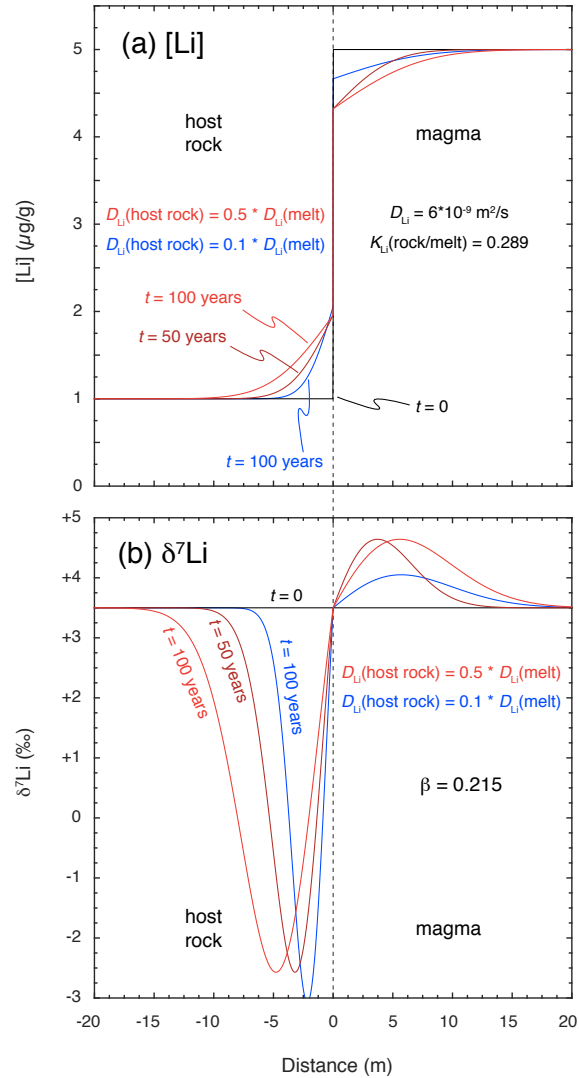 (a) [Li]
host
rock
magma
D_Li(host rock) = 0.5 * D_Li(melt)
D_Li(host rock) = 0.1 * D_Li(melt)
D_Li = 6*10⁻⁹ m²/s
K_Li(rock/melt) = 0.289
t = 100 years
t = 50 years
t = 0
t = 100 years
[Li] (µg/g)
5
4
3
2
1
0
(b) δ⁷Li
t = 0
t = 100 years
t = 50 years
t = 100 years
D_Li(host rock) = 0.5 * D_Li(melt)
D_Li(host rock) = 0.1 * D_Li(melt)
β = 0.215
host
rock
magma
δ⁷Li (‰)
+5
+4
+3
+2
+1
0
-1
-2
-3
-20
-15
-10
-5
0
5
10
15
20
Distance (m)